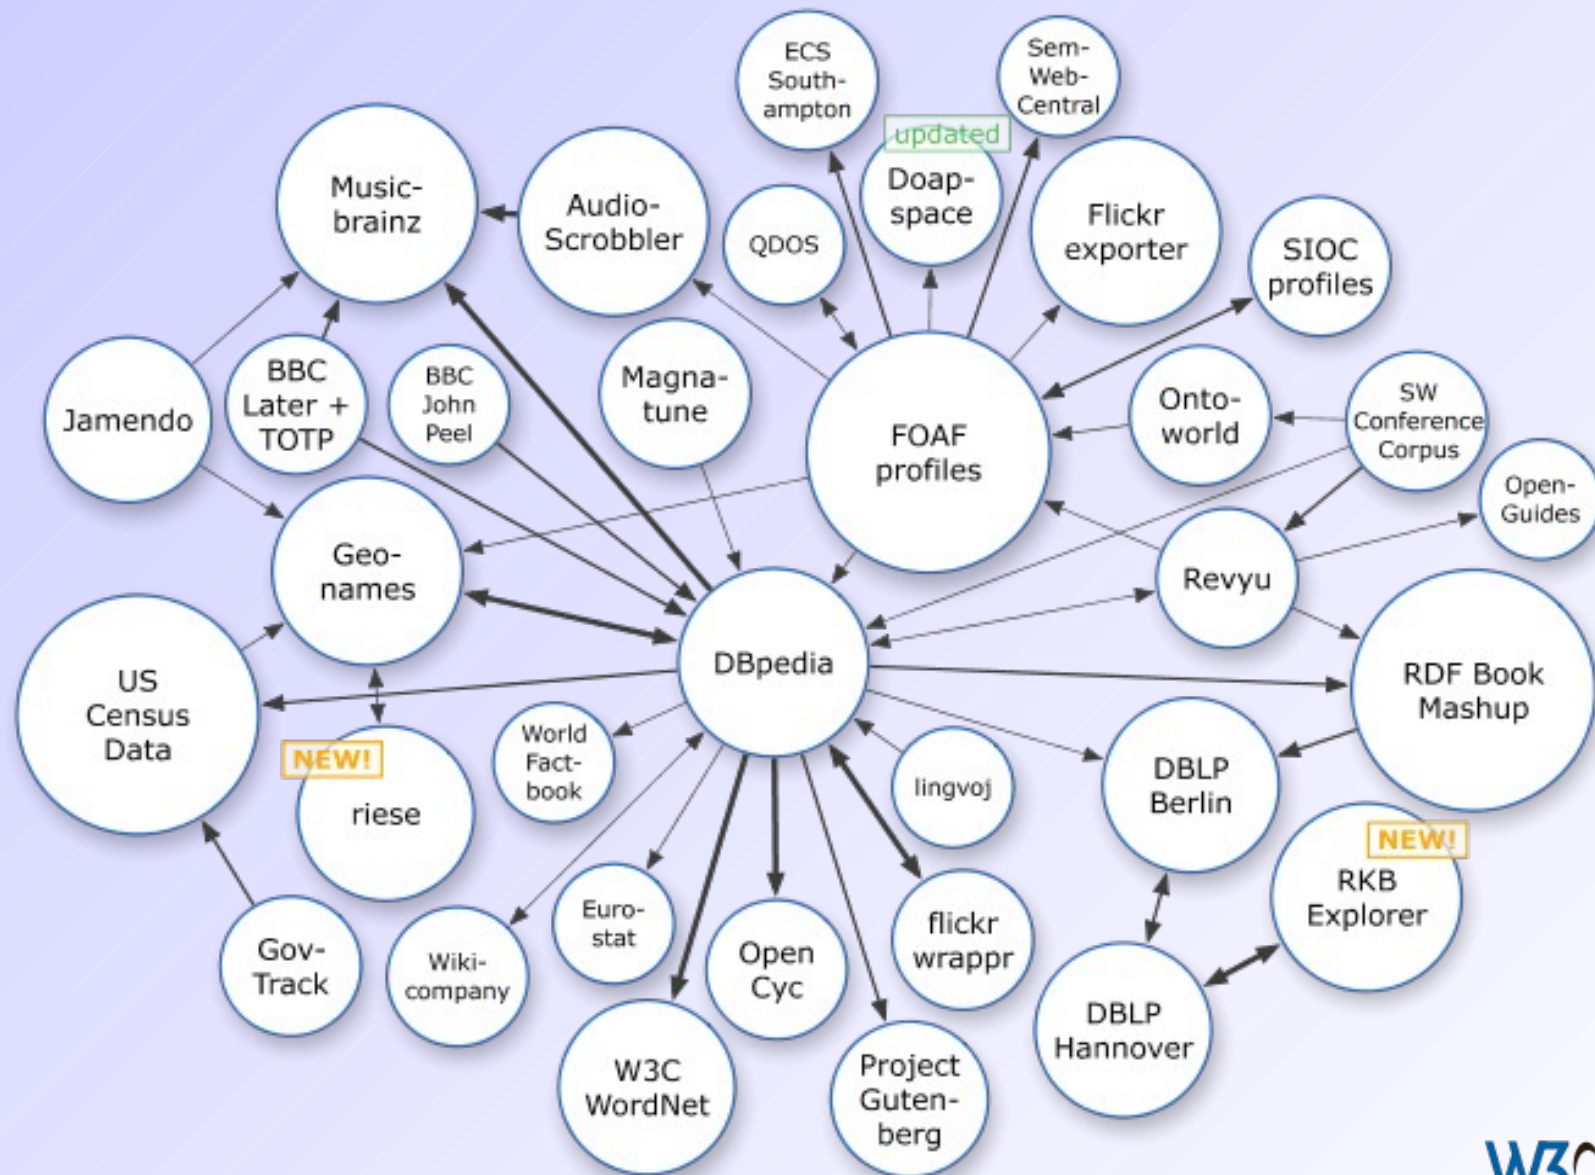 ECS
South-
ampton
Sem-
Web-
Central
updated
Doap-
space
Music-
brainz
Audio-
Scrobbler
QDOS
Flickr
exporter
SIOC
profiles
Jamendo
BBC
Later +
TOTP
BBC
John
Peel
Magna-
tune
FOAF
profiles
Onto-
world
SW
Conference
Corpus
Open-
Guides
Geo-
names
Revyu
US
Census
Data
DBpedia
RDF Book
Mashup
NEW!
riese
World
Fact-
book
lingvoj
DBLP
Berlin
NEW!
RKB
Explorer
Gov-
Track
Wiki-
company
Euro-
stat
Open
Cyc
flickr
wrappr
DBLP
Hannover
W3C
WordNet
Project
Guten-
berg